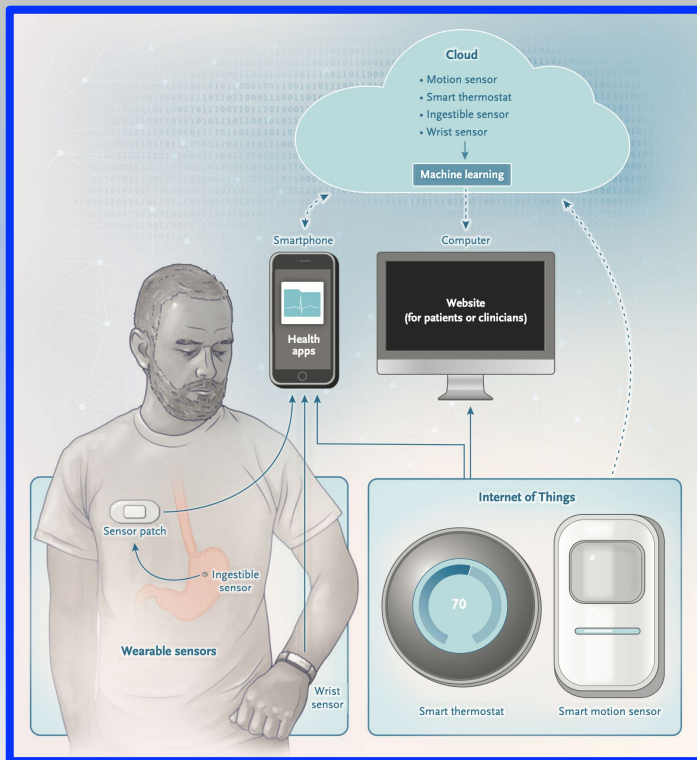 Cloud
• Motion sensor
• Smart thermostat
• Ingestible sensor
• Wrist sensor
Machine learning
Smartphone
Computer
Health
apps
Website
(for patients or clinicians)
Sensor patch
Ingestible
sensor
Wearable sensors
Wrist
sensor
Internet of Things
70
Smart thermostat
Smart motion sensor